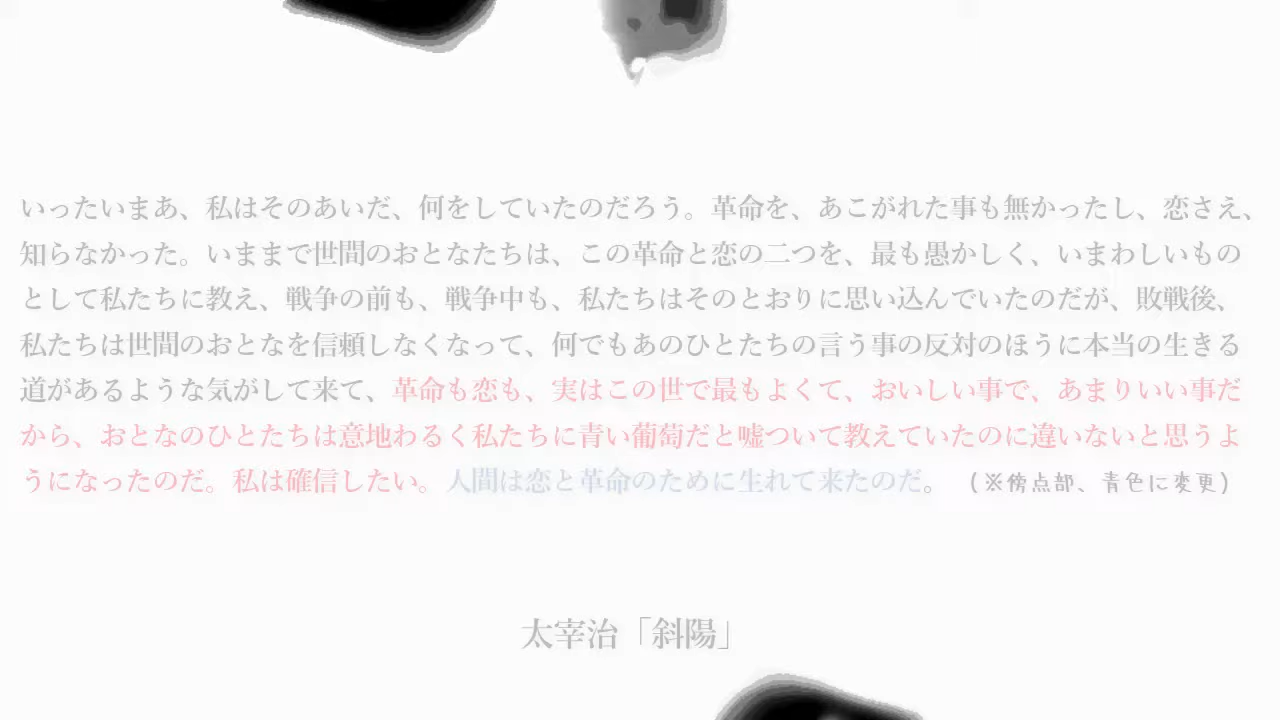 いったいまあ、私はそのあいだ、何をしていたのだろう。革命を、あこがれた事も無かったし、恋さえ、
知らなかった。いままで世間のおとなたちは、この革命と恋の二つを、最も愚かしく、いまわしいもの
として私たちに教え、戦争の前も、戦争中も、私たちはそのとおりに思い込んでいたのだが、敗戦後、
私たちは世間のおとなを信頼しなくなって、何でもあのひとたちの言う事の反対のほうに本当の生きる
道があるような気がして来て、革命も恋も、実はこの世で最もよくて、おいしい事で、あまりいい事だ
から、おとなのひとたちは意地わるく私たちに青い葡萄だと嘘ついて教えていたのに違いないと思うよ
うになったのだ。私は確信したい。人間は恋と革命のために生れて来たのだ。（※傍点部、青色に変更）
太宰治「斜陽」